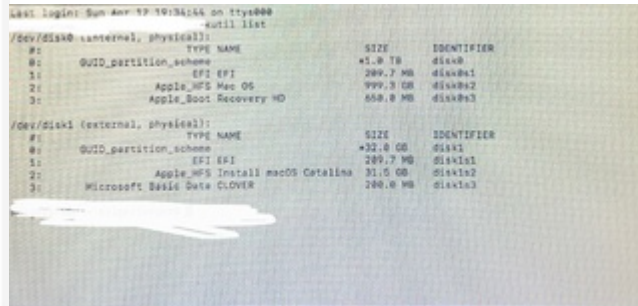 Last login: Sun Apr 12 19:34:44 on ttys000
kutil list
/dev/disk0 (internal, physical):
#: TYPE NAME SIZE IDENTIFIER
0: GUID_partition_scheme *1.0 TB disk0
1: EFI EFI 209.7 MB disk0s1
2: Apple_HFS Mac OS 999.3 GB disk0s2
3: Apple_Boot Recovery HD 650.0 MB disk0s3
/dev/disk1 (external, physical):
#: TYPE NAME SIZE IDENTIFIER
0: GUID_partition_scheme *32.0 GB disk1
1: EFI EFI 209.7 MB disk1s1
2: Apple_HFS Install macOS Catalina 31.5 GB disk1s2
3: Microsoft Basic Data CLOVER 200.0 MB disk1s3